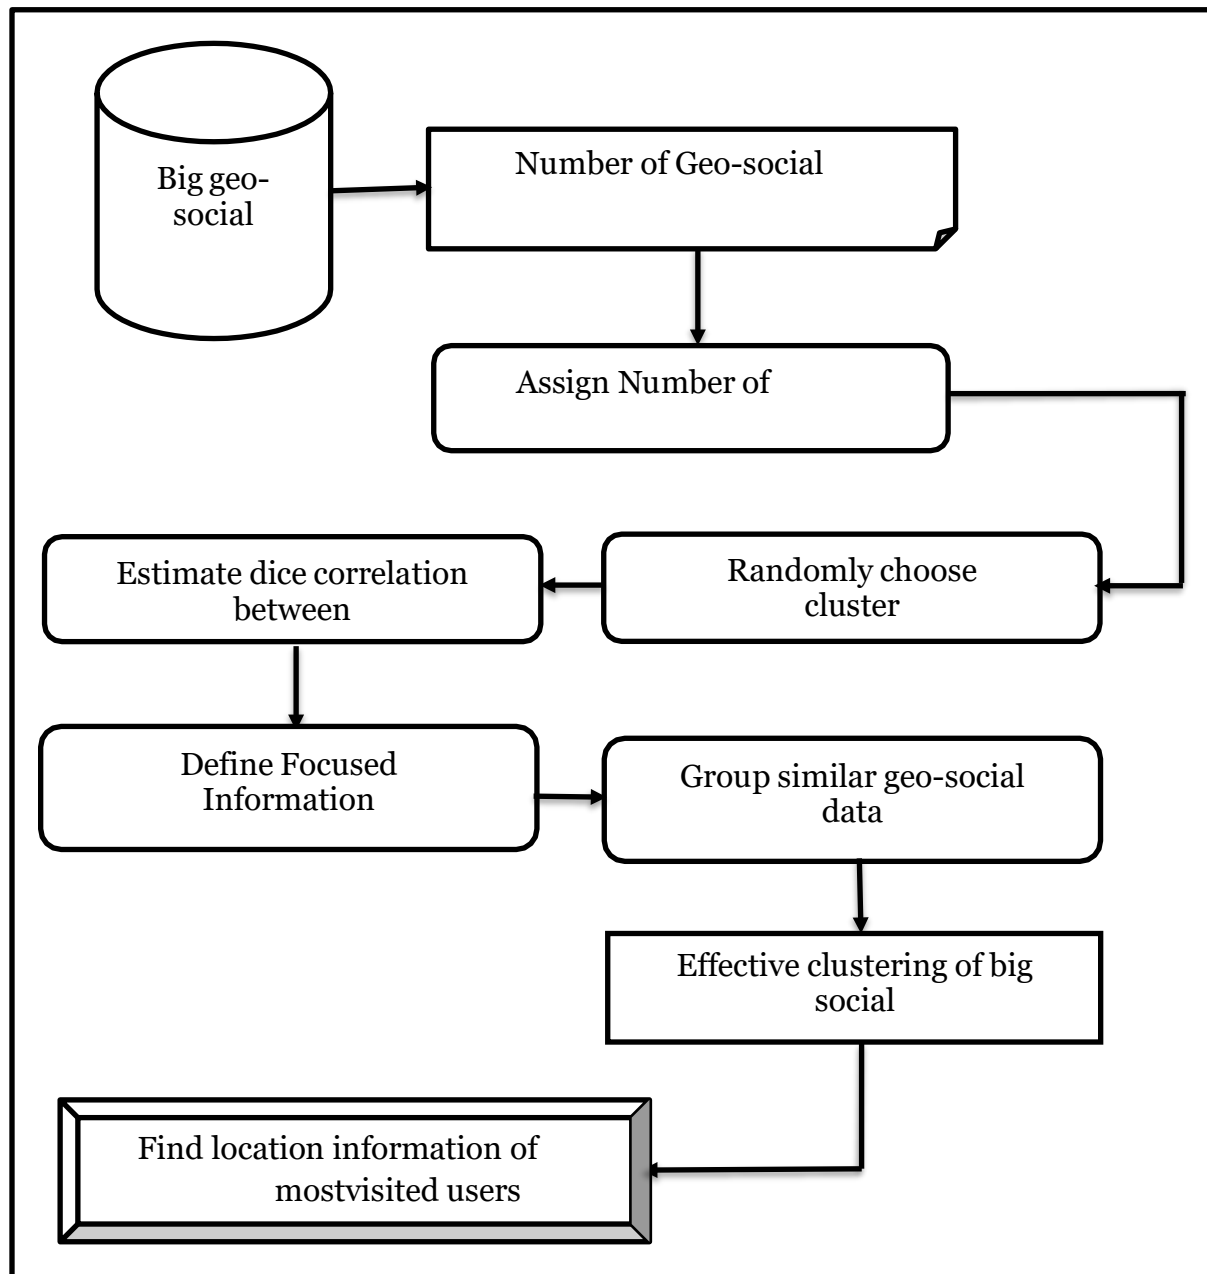 Big geo-
social
Number of Geo-social
Assign Number of
Randomly choose
cluster
Estimate dice correlation
between
Define Focused
Information
Group similar geo-social
data
Effective clustering of big
social
Find location information of
mostvisited users